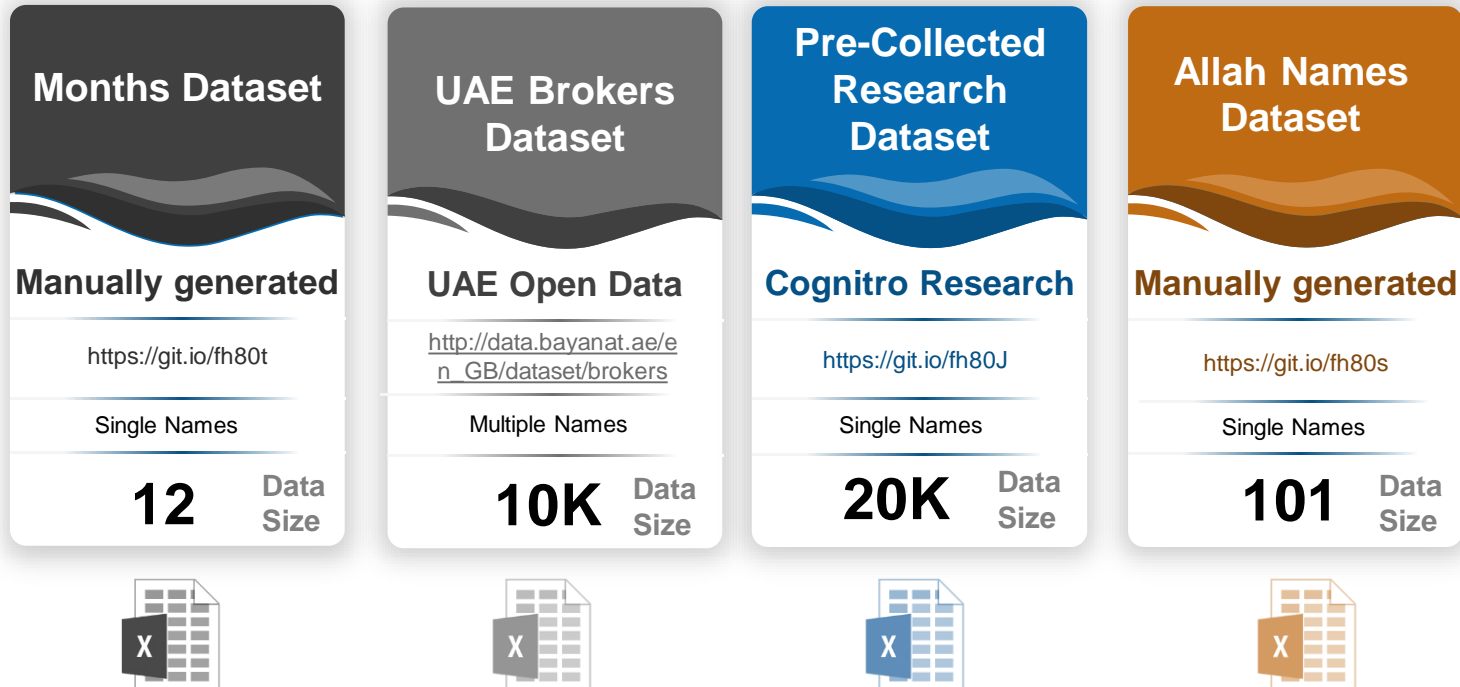 Months Dataset
Manually generated
https://git.io/fh80t
Single Names
12
Data
Size
X
UAE Brokers
Dataset
UAE Open Data
http://data.bayanat.ae/e
n_GB/dataset/brokers
Multiple Names
10K
Data
Size
X
Pre-Collected
Research
Dataset
Cognitro Research
https://git.io/fh80J
Single Names
20K
Data
Size
X
Allah Names
Dataset
Manually generated
https://git.io/fh80s
Single Names
101
Data
Size
X